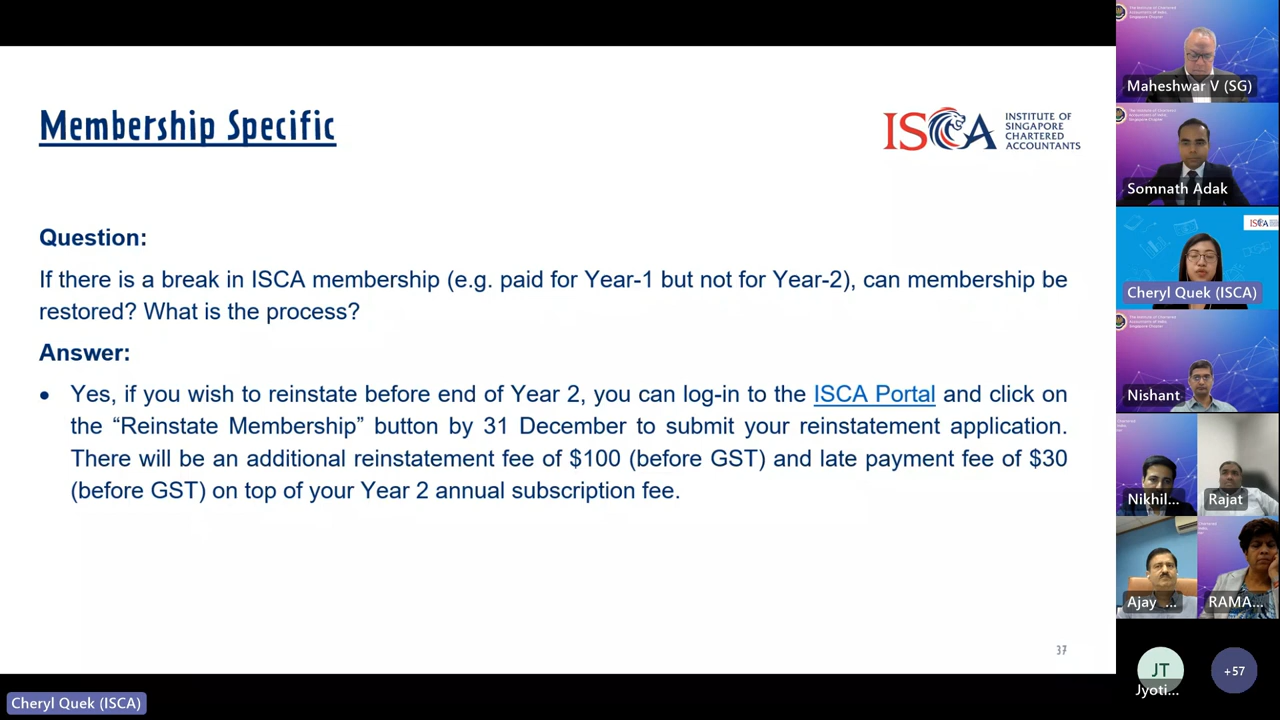 Membership Specific
ISCA
INSTITUTE OF
SINGAPORE
CHARTERED
ACCOUNTANTS
Question:
If there is a break in ISCA membership (e.g. paid for Year-1 but not for Year-2), can membership be
restored? What is the process?
Answer:
• Yes, if you wish to reinstate before end of Year 2, you can log-in to the ISCA Portal and click on
the “Reinstate Membership” button by 31 December to submit your reinstatement application.
There will be an additional reinstatement fee of $100 (before GST) and late payment fee of $30
(before GST) on top of your Year 2 annual subscription fee.
37
Cheryl Quek (ISCA)
Maheshwar V (SG)
Somnath Adak
ISCA
Cheryl Quek (ISCA)
Nishant
Nikhil...
Rajat
Ajay ...
RAMA...
JT
Jyoti...
+57